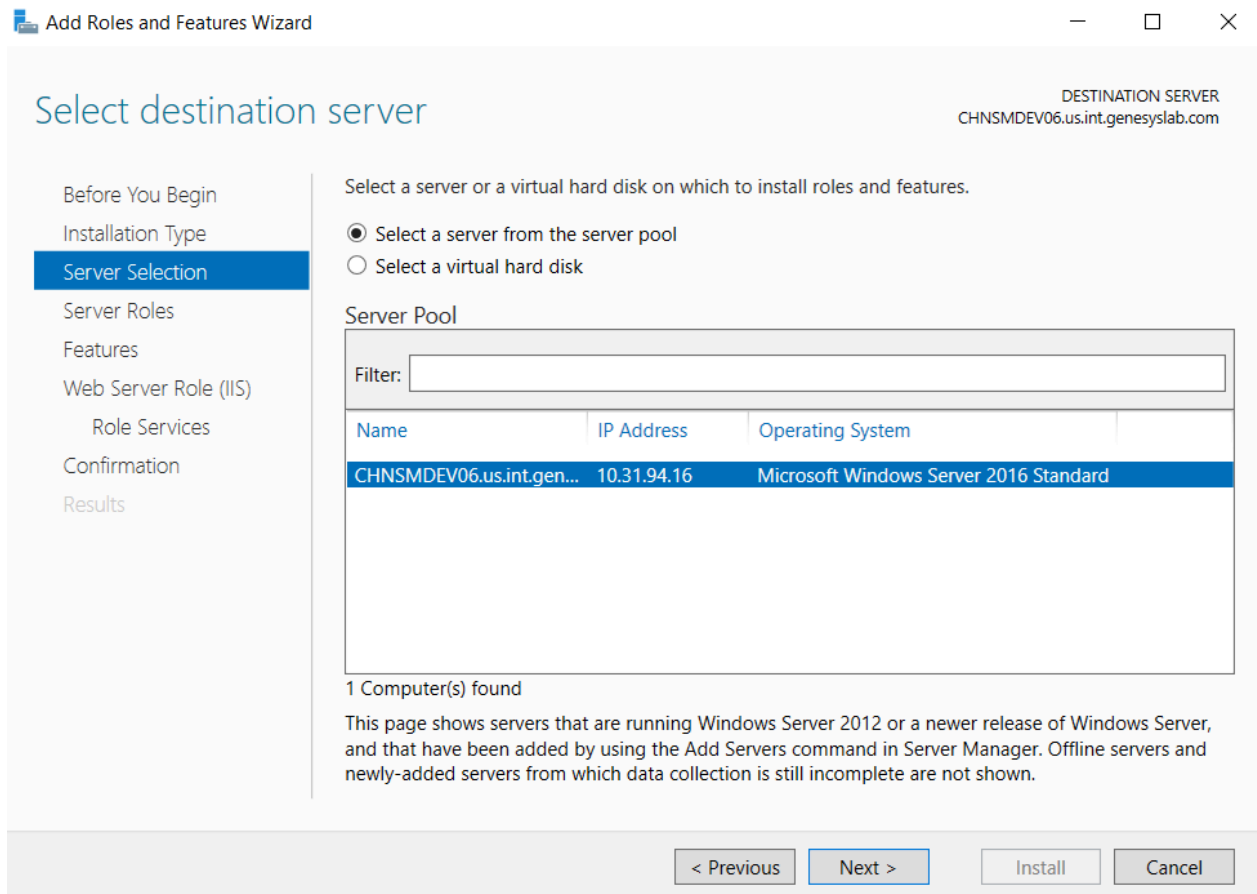 Add Roles and Features Wizard
Select destination server
DESTINATION SERVER
CHNSMDEV06.us.int.genesyslab.com
Before You Begin
Installation Type
Server Selection
Server Roles
Features
Web Server Role (IIS)
Role Services
Confirmation
Results
Select a server or a virtual hard disk on which to install roles and features.
Select a server from the server pool
Select a virtual hard disk
Server Pool
Filter:
Name IP Address Operating System
CHNSMDEV06.us.int.gen... 10.31.94.16 Microsoft Windows Server 2016 Standard
1 Computer(s) found
This page shows servers that are running Windows Server 2012 or a newer release of Windows Server,
and that have been added by using the Add Servers command in Server Manager. Offline servers and
newly-added servers from which data collection is still incomplete are not shown.
< Previous Next > Install Cancel